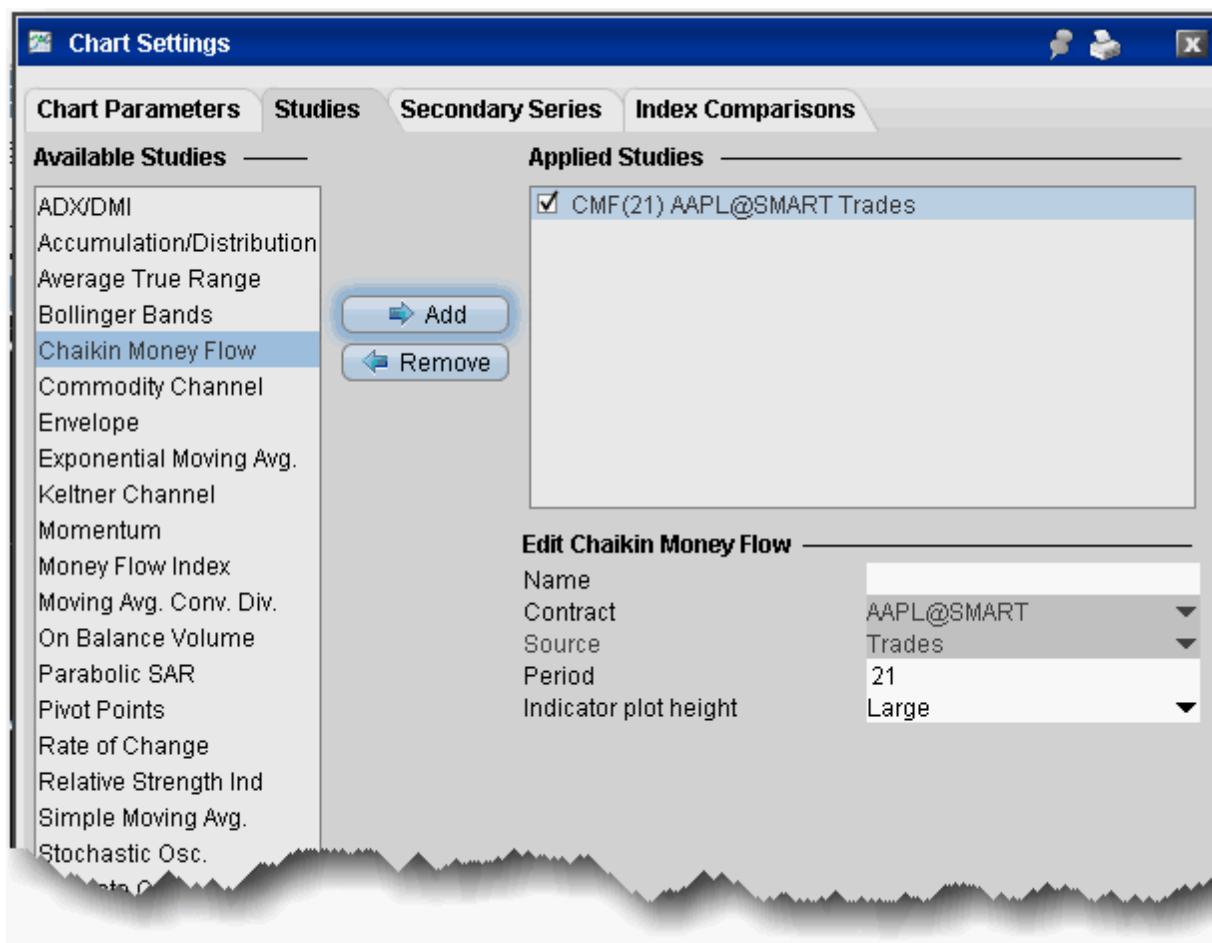 Chart Settings
Chart Parameters Studies Secondary Series Index Comparisons
Available Studies
ADX/DMI
Accumulation/Distribution
Average True Range
Bollinger Bands
Chaikin Money Flow
Commodity Channel
Envelope
Exponential Moving Avg.
Keltner Channel
Momentum
Money Flow Index
Moving Avg. Conv. Div.
On Balance Volume
Parabolic SAR
Pivot Points
Rate of Change
Relative Strength Ind
Simple Moving Avg.
Stochastic Osc.
Add
Remove
Applied Studies
CMF(21) AAPL@SMART Trades
Edit Chaikin Money Flow
Name
Contract AAPL@SMART
Source Trades
Period 21
Indicator plot height Large